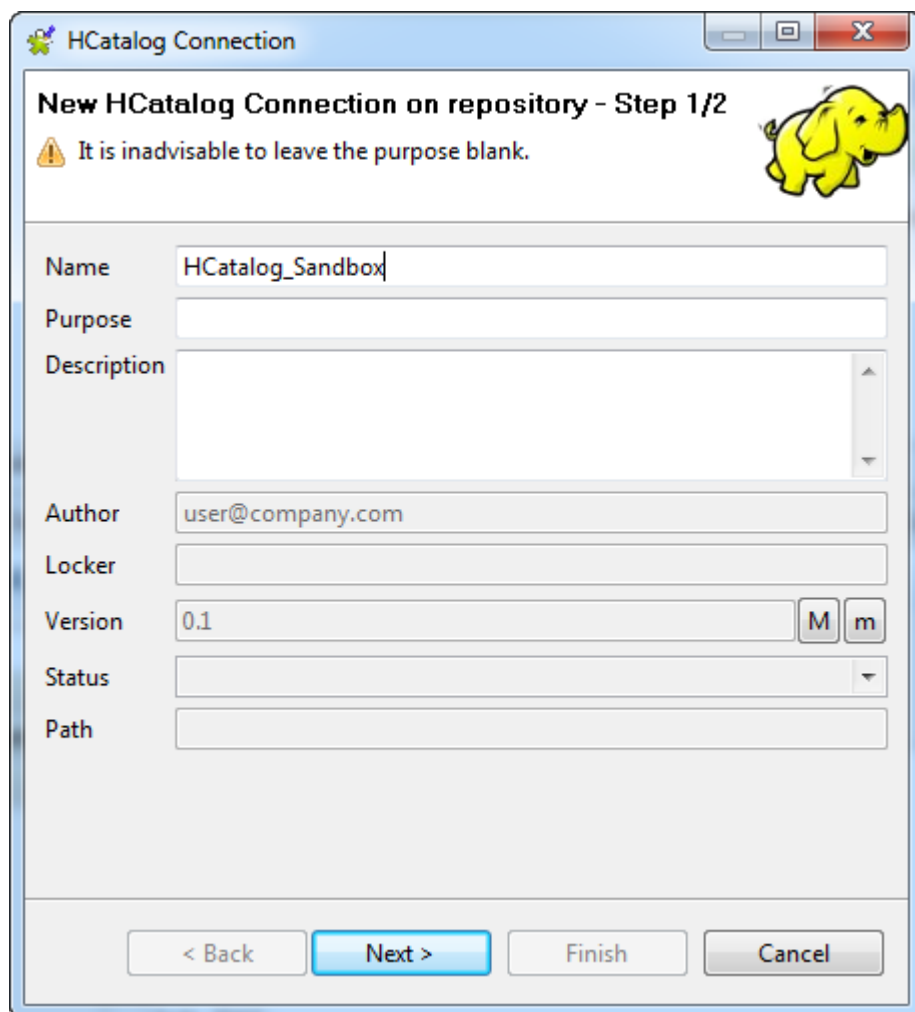 HCatalog Connection
New HCatalog Connection on repository - Step 1/2
It is inadvisable to leave the purpose blank.
Name HCatalog_Sandbox
Purpose
Description
Author user@company.com
Locker
Version 0.1 M m
Status
Path
< Back Next > Finish Cancel